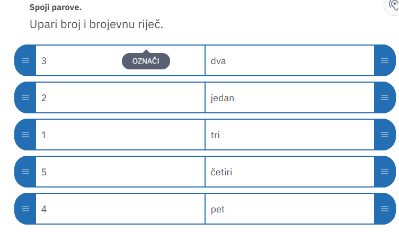 Spoji parove.
Upari broj i brojevnu riječ.
3 OZNAČI dva
2 jedan
1 tri
5 četiri
4 pet